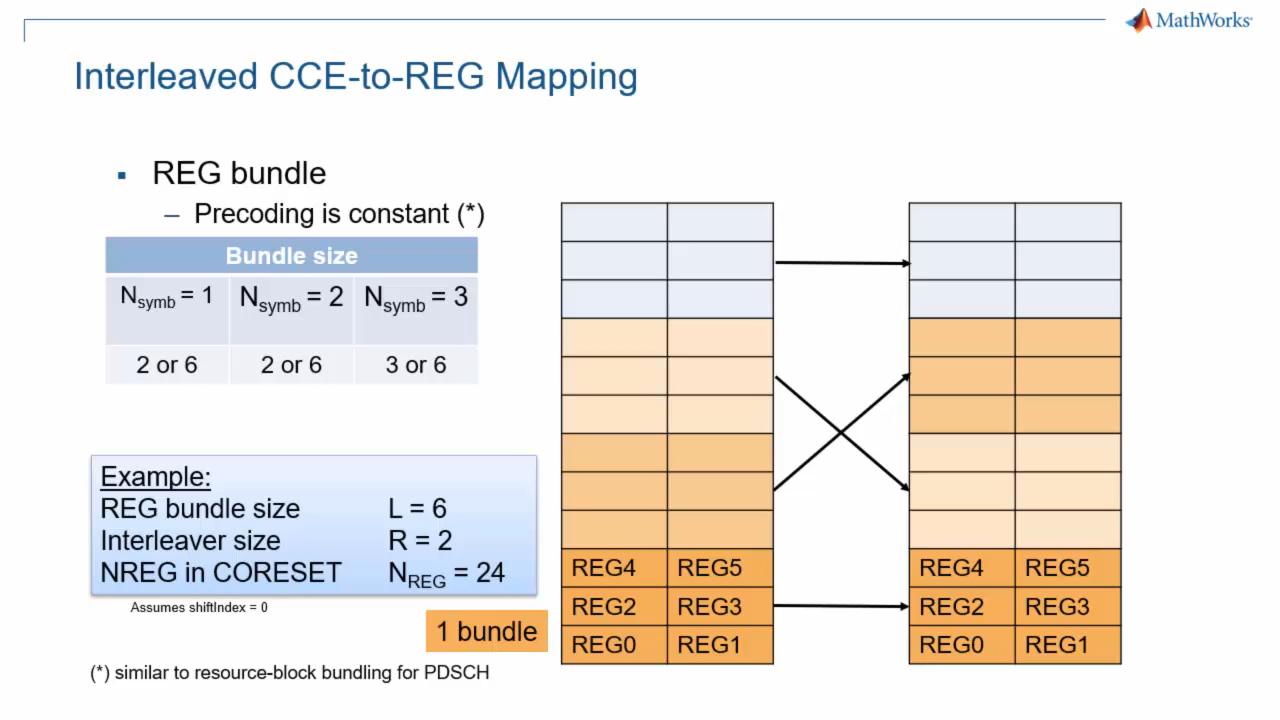 MathWorks
Interleaved CCE-to-REG Mapping
▪ REG bundle
– Precoding is constant (*)
Bundle size
Nsymb = 1 Nsymb = 2 Nsymb = 3
2 or 6 2 or 6 3 or 6
Example:
REG bundle size L = 6
Interleaver size R = 2
NREG in CORESET NREG = 24
Assumes shiftIndex = 0
1 bundle
(*) similar to resource-block bundling for PDSCH
REG4 REG5
REG2 REG3
REG0 REG1
REG4 REG5
REG2 REG3
REG0 REG1